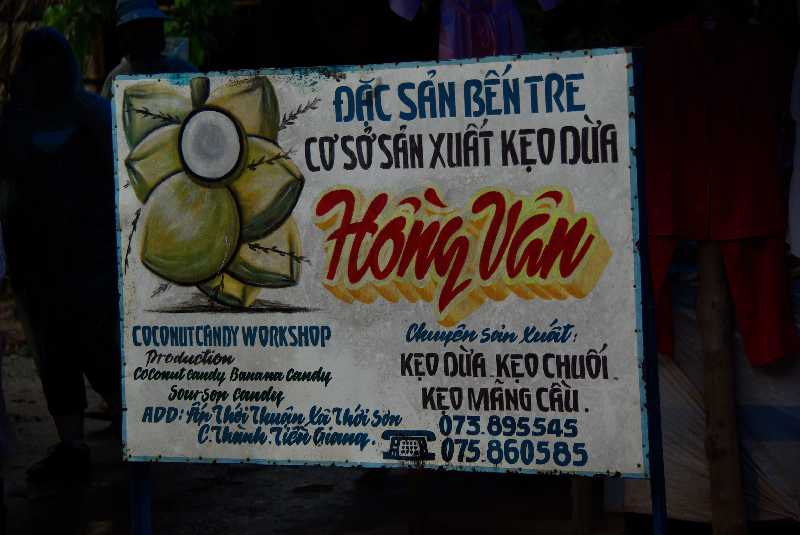 ĐẶC SẢN BẾN TRE
CƠ SỞ SẢN XUẤT KẸO DỪA
Hồng Vân
COCONUT CANDY WORKSHOP
Production
Coconut candy Banana candy
Soursop candy
ADD: Ấp Thới Thuận Xã Thới Sơn
C.Thành. Tiền Giang.
Chuyên sản xuất:
KẸO DỪA. KẸO CHUỐI.
KẸO MÃNG CẦU.
073.895545
075.860585